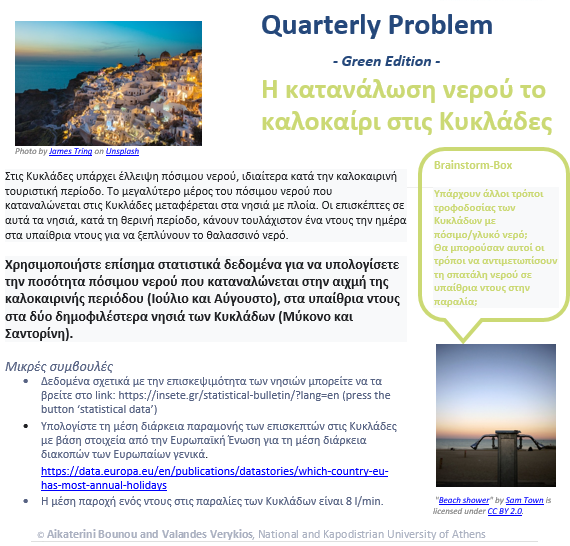 Quarterly Problem
- Green Edition -
Η κατανάλωση νερού το
καλοκαίρι στις Κυκλάδες
Photo by James Tring on Unsplash
Στις Κυκλάδες υπάρχει έλλειψη πόσιμου νερού, ιδιαίτερα κατά την καλοκαιρινή
τουριστική περίοδο. Το μεγαλύτερο μέρος του πόσιμου νερού που
καταναλώνεται στις Κυκλάδες μεταφέρεται στα νησιά με πλοία. Οι επισκέπτες σε
αυτά τα νησιά, κατά τη θερινή περίοδο, κάνουν τουλάχιστον ένα ντους την ημέρα
στα υπαίθρια ντους για να ξεπλύνουν το θαλασσινό νερό.
Χρησιμοποιήστε επίσημα στατιστικά δεδομένα για να υπολογίσετε
την ποσότητα πόσιμου νερού που καταναλώνεται στην αιχμή της
καλοκαιρινής περιόδου (Ιούλιο και Αύγουστο), στα υπαίθρια ντους
στα δύο δημοφιλέστερα νησιά των Κυκλάδων (Μύκονο και
Σαντορίνη).
Brainstorm-Box
Υπάρχουν άλλοι τρόποι
τροφοδοσίας των
Κυκλάδων με
πόσιμο/γλυκό νερό;
Θα μπορούσαν αυτοί οι
τρόποι να αντιμετωπίσουν
τη σπατάλη νερού σε
υπαίθρια ντους στην
παραλία;
Μικρές συμβουλές
• Δεδομένα σχετικά με την επισκεψιμότητα των νησιών μπορείτε να τα
βρείτε στο link: https://insete.gr/statistical-bulletin/?lang=en (press the
button ‘statistical data’)
• Υπολογίστε τη μέση διάρκεια παραμονής των επισκεπτών στις Κυκλάδες
με βάση στοιχεία από την Ευρωπαϊκή Ένωση για τη μέση διάρκεια
διακοπών των Ευρωπαίων γενικά.
https://data.europa.eu/en/publications/datastories/which-country-eu-
has-most-annual-holidays
• Η μέση παροχή ενός ντους στις παραλίες των Κυκλάδων είναι 8 l/min.
"Beach shower" by Sam Town is
licensed under CC BY 2.0.
© Aikaterini Bounou and Valandes Verykios, National and Kapodistrian University of Athens